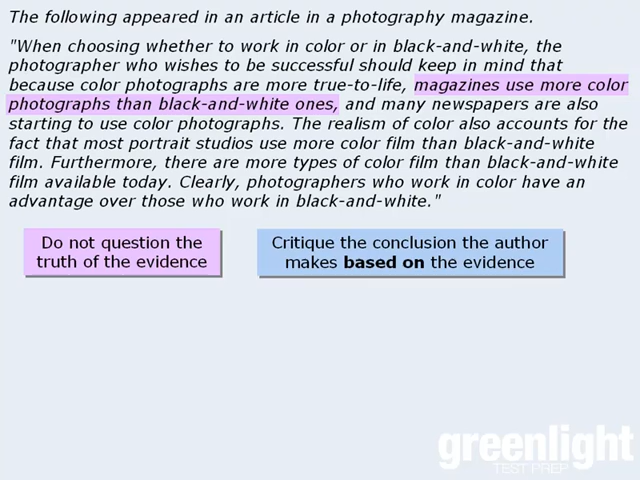 The following appeared in an article in a photography magazine.
"When choosing whether to work in color or in black-and-white, the
photographer who wishes to be successful should keep in mind that
because color photographs are more true-to-life, magazines use more color
photographs than black-and-white ones, and many newspapers are also
starting to use color photographs. The realism of color also accounts for the
fact that most portrait studios use more color film than black-and-white
film. Furthermore, there are more types of color film than black-and-white
film available today. Clearly, photographers who work in color have an
advantage over those who work in black-and-white."
Do not question the
truth of the evidence
Critique the conclusion the author
makes based on the evidence
greenlight
TEST PREP